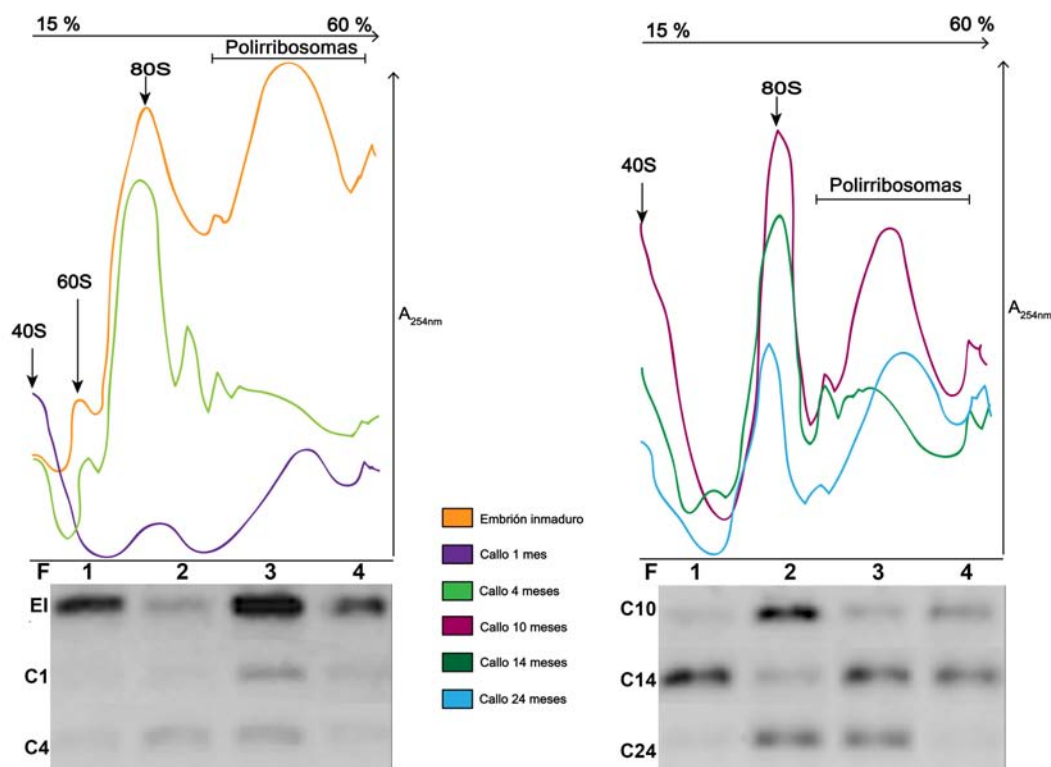 15 % 60 %
Polirribosomas
80S
60S
40S
A254nm
F 1 2 3 4
EI
C1
C4
Embrión inmaduro
Callo 1 mes
Callo 4 meses
Callo 10 meses
Callo 14 meses
Callo 24 meses
15 % 60 %
80S
40S
Polirribosomas
A254nm
F 1 2 3 4
C10
C14
C24